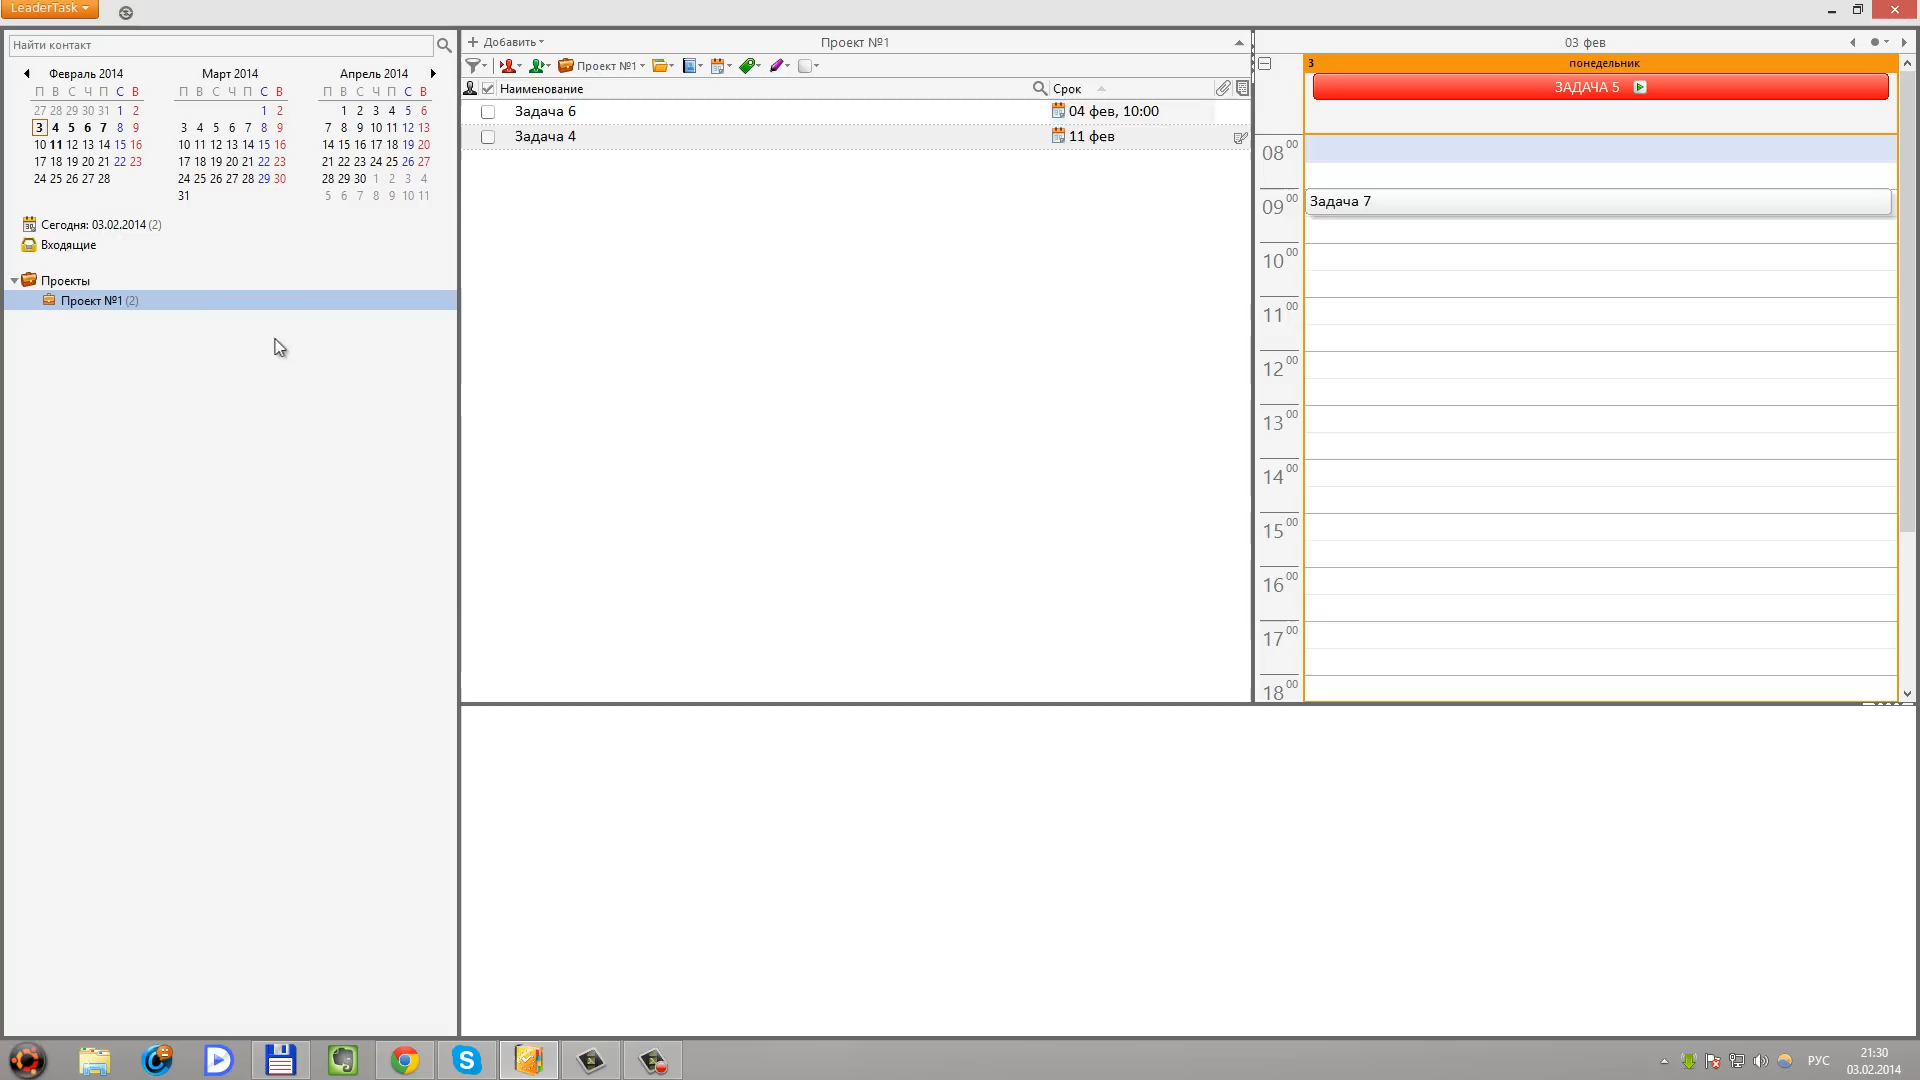 LeaderTask
Найти контакт
Февраль 2014
П В С Ч П С В
27 28 29 30 31 1 2
3 4 5 6 7 8 9
10 11 12 13 14 15 16
17 18 19 20 21 22 23
24 25 26 27 28
Март 2014
П В С Ч П С В
1 2
3 4 5 6 7 8 9
10 11 12 13 14 15 16
17 18 19 20 21 22 23
24 25 26 27 28 29 30
31
Апрель 2014
П В С Ч П С В
1 2 3 4 5 6
7 8 9 10 11 12 13
14 15 16 17 18 19 20
21 22 23 24 25 26 27
28 29 30 1 2 3 4
5 6 7 8 9 10 11
Сегодня: 03.02.2014 (2)
Входящие
Проекты
Проект №1 (2)
Добавить
Проект №1
Проект №1
Наименование
Срок
Задача 6
04 фев, 10:00
Задача 4
11 фев
03 фев
3 понедельник
ЗАДАЧА 5
08 00
09 00
Задача 7
10 00
11 00
12 00
13 00
14 00
15 00
16 00
17 00
18 00
РУС
21:30
03.02.2014